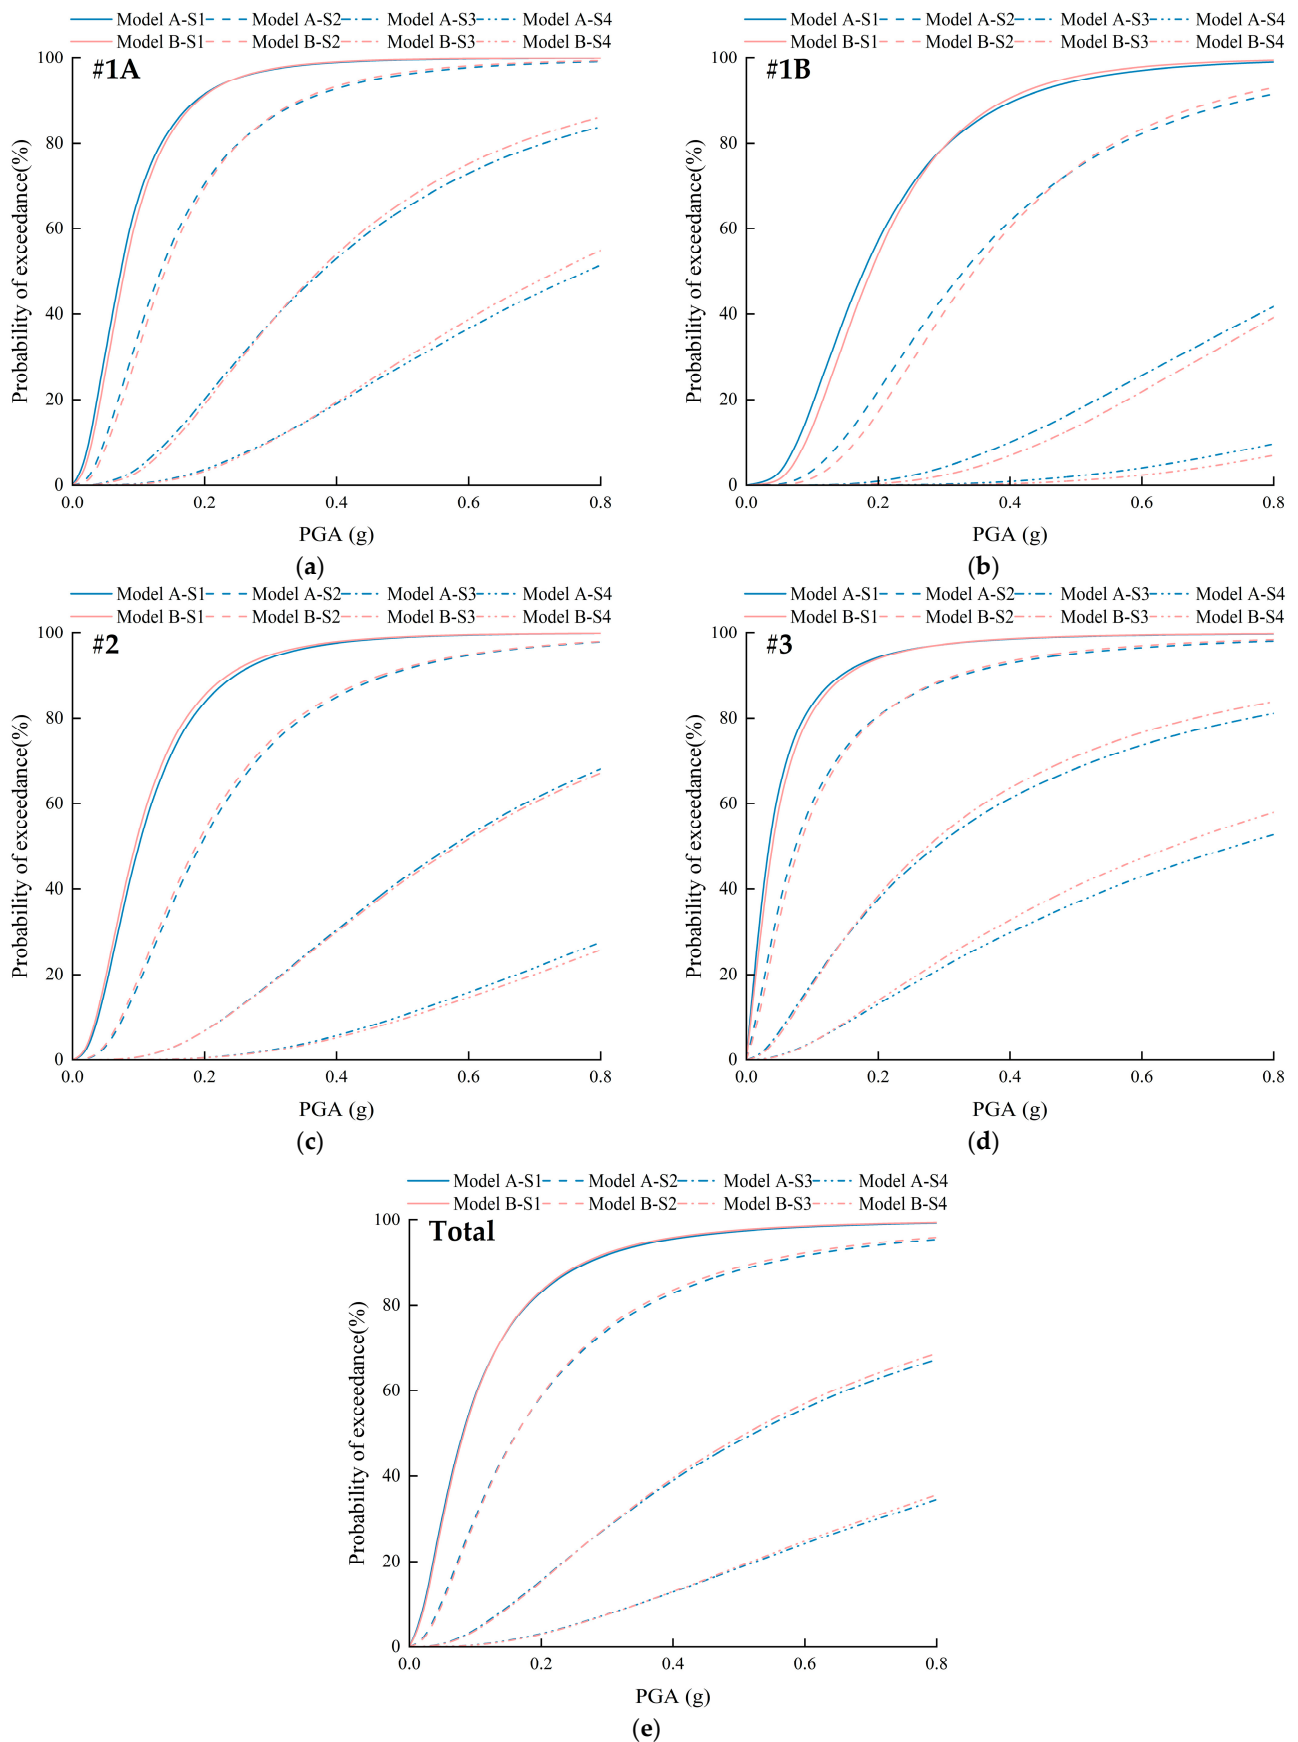 Model A-S1 Model A-S2 Model A-S3 Model A-S4
Model B-S1 Model B-S2 Model B-S3 Model B-S4
#1A
Probability of exceedance(%)
100
80
60
40
20
0
0.0 0.2 0.4 0.6 0.8
PGA (g)
(a)
Model A-S1 Model A-S2 Model A-S3 Model A-S4
Model B-S1 Model B-S2 Model B-S3 Model B-S4
#1B
Probability of exceedance(%)
100
80
60
40
20
0
0.0 0.2 0.4 0.6 0.8
PGA (g)
(b)
Model A-S1 Model A-S2 Model A-S3 Model A-S4
Model B-S1 Model B-S2 Model B-S3 Model B-S4
#2
Probability of exceedance(%)
100
80
60
40
20
0
0.0 0.2 0.4 0.6 0.8
PGA (g)
(c)
Model A-S1 Model A-S2 Model A-S3 Model A-S4
Model B-S1 Model B-S2 Model B-S3 Model B-S4
#3
Probability of exceedance(%)
100
80
60
40
20
0
0.0 0.2 0.4 0.6 0.8
PGA (g)
(d)
Model A-S1 Model A-S2 Model A-S3 Model A-S4
Model B-S1 Model B-S2 Model B-S3 Model B-S4
Total
Probability of exceedance(%)
100
80
60
40
20
0
0.0 0.2 0.4 0.6 0.8
PGA (g)
(e)